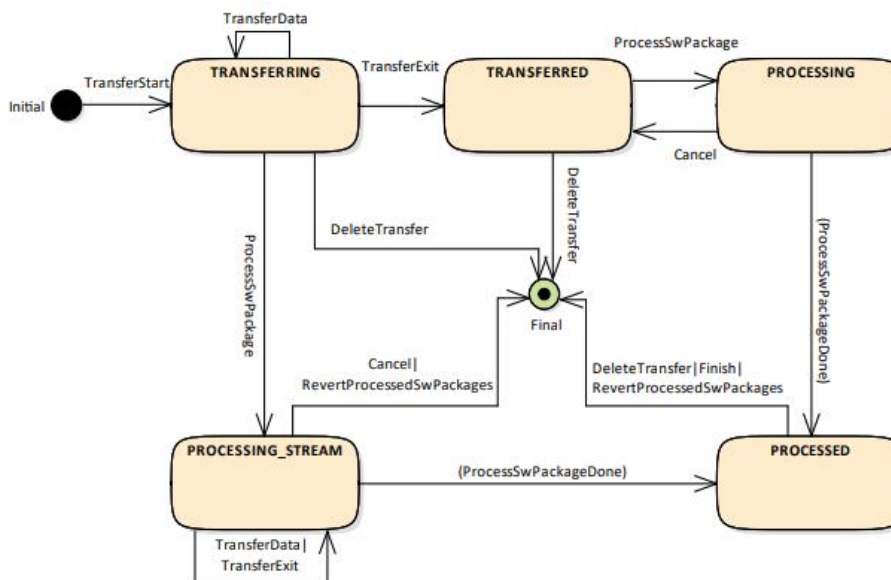 TransferData
ProcessSwPackage
TRANSFERRING
TransferExit
TRANSFERRED
PROCESSING
TransferStart
Initial
Cancel
DeleteTransfer
DeleteTransfer
ProcessSwPackage
(ProcessSwPackageDone)
Final
Cancel|
RevertProcessedSwPackages
DeleteTransfer|Finish|
RevertProcessedSwPackages
PROCESSING_STREAM
PROCESSED
(ProcessSwPackageDone)
TransferData|
TransferExit